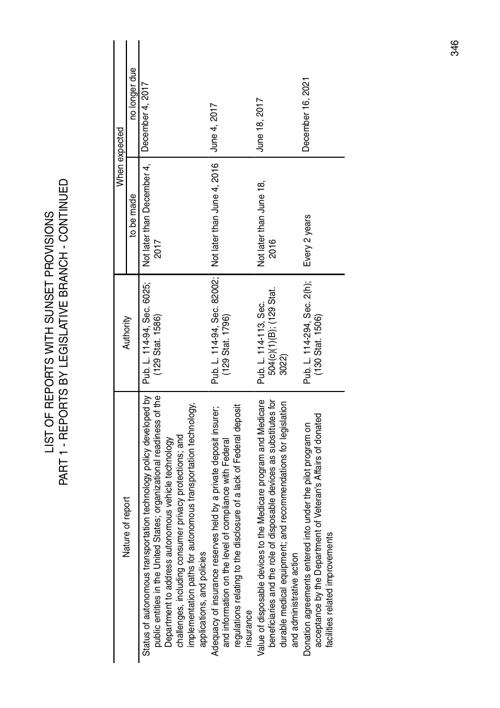 LIST OF REPORTS WITH SUNSET PROVISIONS
PART 1 - REPORTS BY LEGISLATIVE BRANCH - CONTINUED
Nature of report
Authority
When expected
to be made
no longer due
Status of autonomous transportation technology policy developed by
public entities in the United States; organizational readiness of the
Department to address autonomous vehicle technology
challenges, including consumer privacy protections; and
implementation paths for autonomous transportation technology,
applications, and policies
Pub. L. 114-94, Sec. 6025;
(129 Stat. 1586)
Not later than December 4,
2017
December 4, 2017
Adequacy of insurance reserves held by a private deposit insurer;
and information on the level of compliance with Federal
regulations relating to the disclosure of a lack of Federal deposit
insurance
Pub. L. 114-94, Sec. 82002;
(129 Stat. 1796)
Not later than June 4, 2016
June 4, 2017
Value of disposable devices to the Medicare program and Medicare
beneficiaries and the role of disposable devices as substitutes for
durable medical equipment; and recommendations for legislation
and administrative action
Pub. L. 114-113, Sec.
504(c)(1)(B); (129 Stat.
3022)
Not later than June 18,
2016
June 18, 2017
Donation agreements entered into under the pilot program on
acceptance by the Department of Veteran's Affairs of donated
facilities related improvements
Pub. L. 114-294, Sec. 2(h);
(130 Stat. 1506)
Every 2 years
December 16, 2021
346